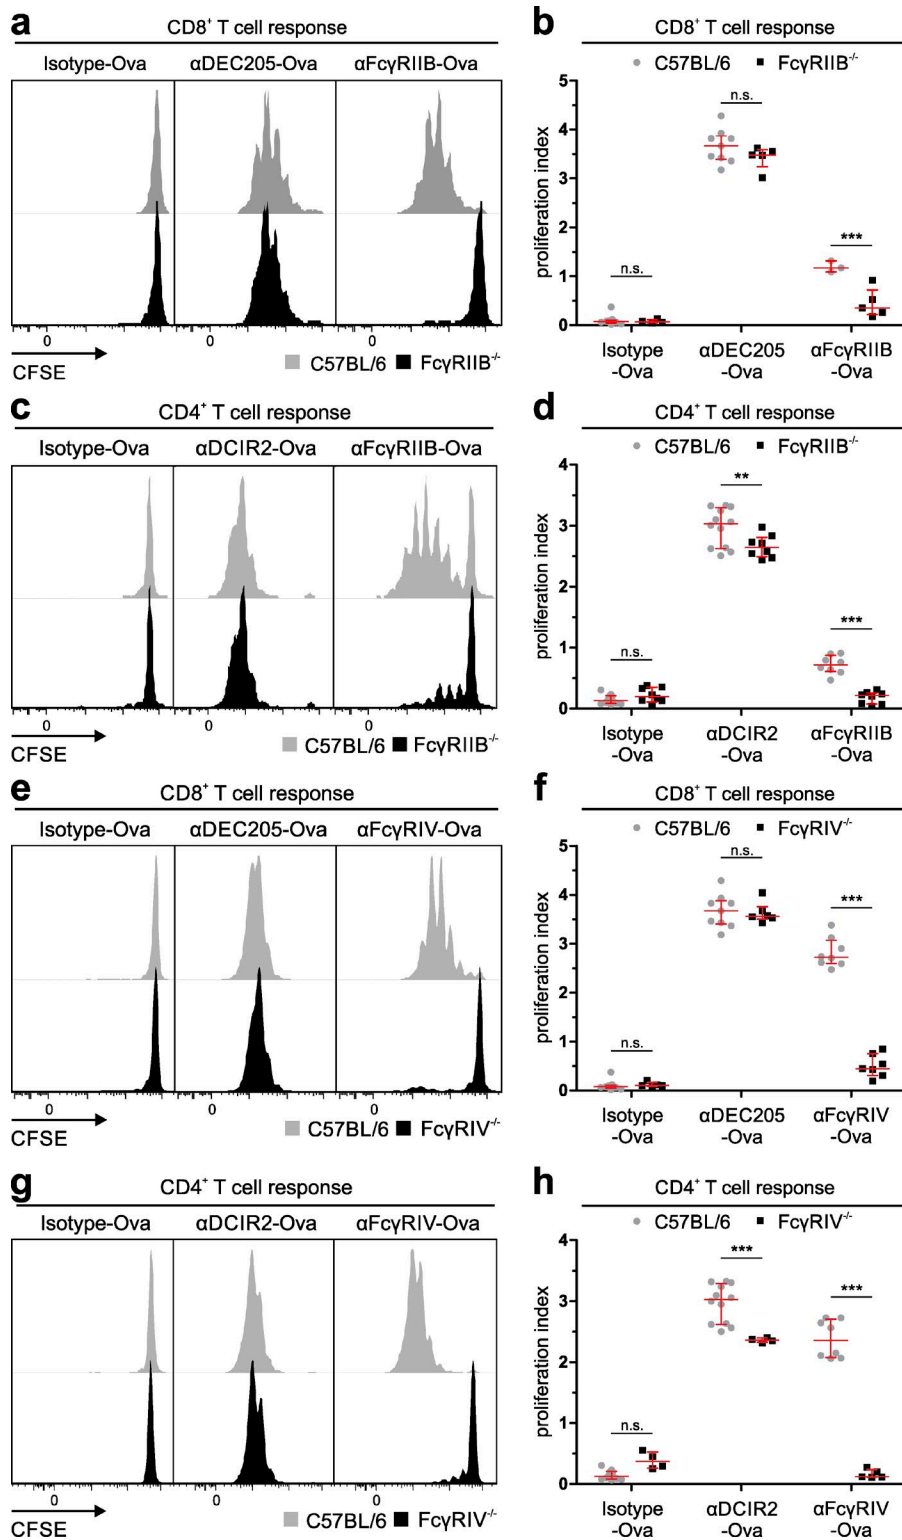 a
CD8⁺ T cell response
Isotype-Ova αDEC205-Ova αFcγRIIB-Ova
0 0 0
CFSE
C57BL/6 FcγRIIB⁻/⁻
b
CD8⁺ T cell response
C57BL/6 FcγRIIB⁻/⁻
proliferation index
5
4
3
2
1
0
n.s.
n.s.
***
Isotype -Ova
αDEC205 -Ova
αFcγRIIB -Ova
c
CD4⁺ T cell response
Isotype-Ova αDCIR2-Ova αFcγRIIB-Ova
0 0 0
CFSE
C57BL/6 FcγRIIB⁻/⁻
d
CD4⁺ T cell response
C57BL/6 FcγRIIB⁻/⁻
proliferation index
4
3
2
1
0
n.s.
**
***
Isotype -Ova
αDCIR2 -Ova
αFcγRIIB -Ova
e
CD8⁺ T cell response
Isotype-Ova αDEC205-Ova αFcγRIV-Ova
0 0 0
CFSE
C57BL/6 FcγRIV⁻/⁻
f
CD8⁺ T cell response
C57BL/6 FcγRIV⁻/⁻
proliferation index
5
4
3
2
1
0
n.s.
n.s.
***
Isotype -Ova
αDEC205 -Ova
αFcγRIV -Ova
g
CD4⁺ T cell response
Isotype-Ova αDCIR2-Ova αFcγRIV-Ova
0 0 0
CFSE
C57BL/6 FcγRIV⁻/⁻
h
CD4⁺ T cell response
C57BL/6 FcγRIV⁻/⁻
proliferation index
4
3
2
1
0
n.s.
***
***
Isotype -Ova
αDCIR2 -Ova
αFcγRIV -Ova